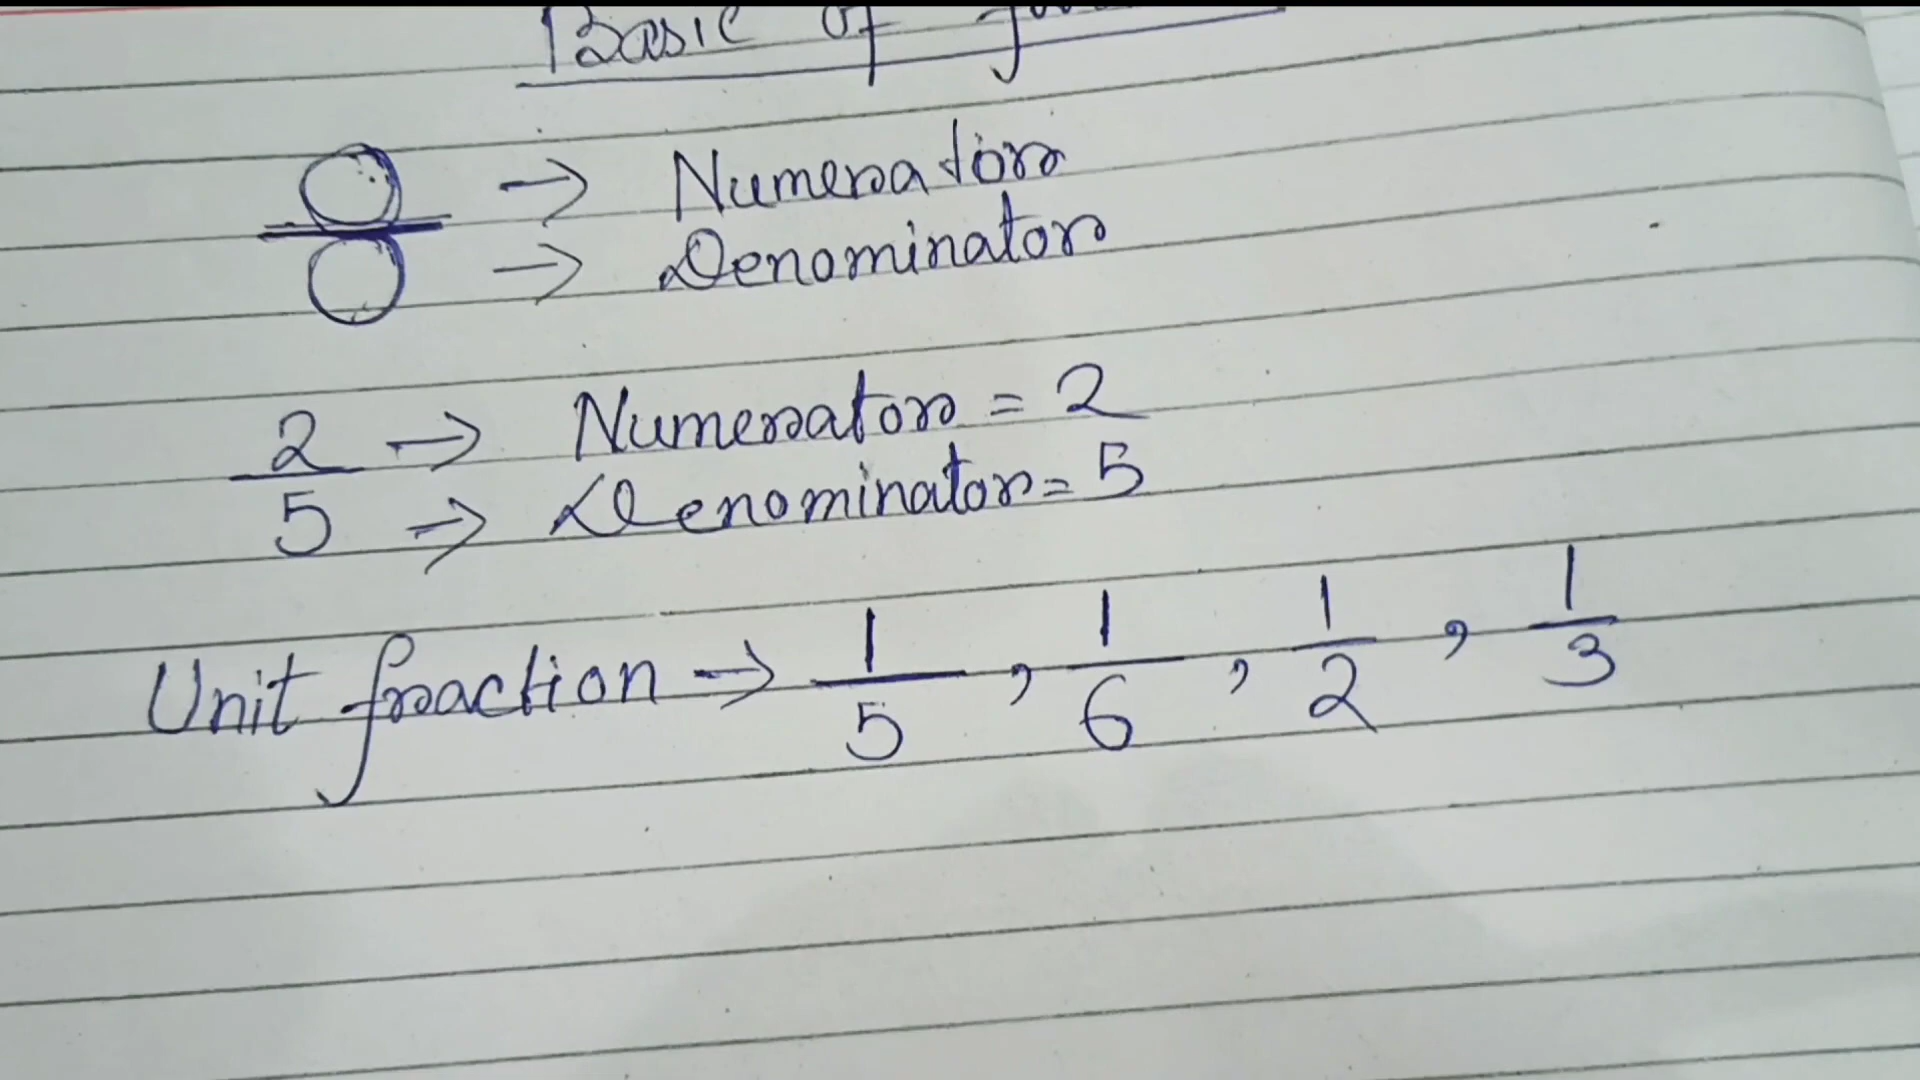 Basic of
→ Numerator
→ Denominator
2/5 → Numerator = 2
→ Denominator = 5
Unit fraction → 1/5 , 1/6 , 1/2 , 1/3